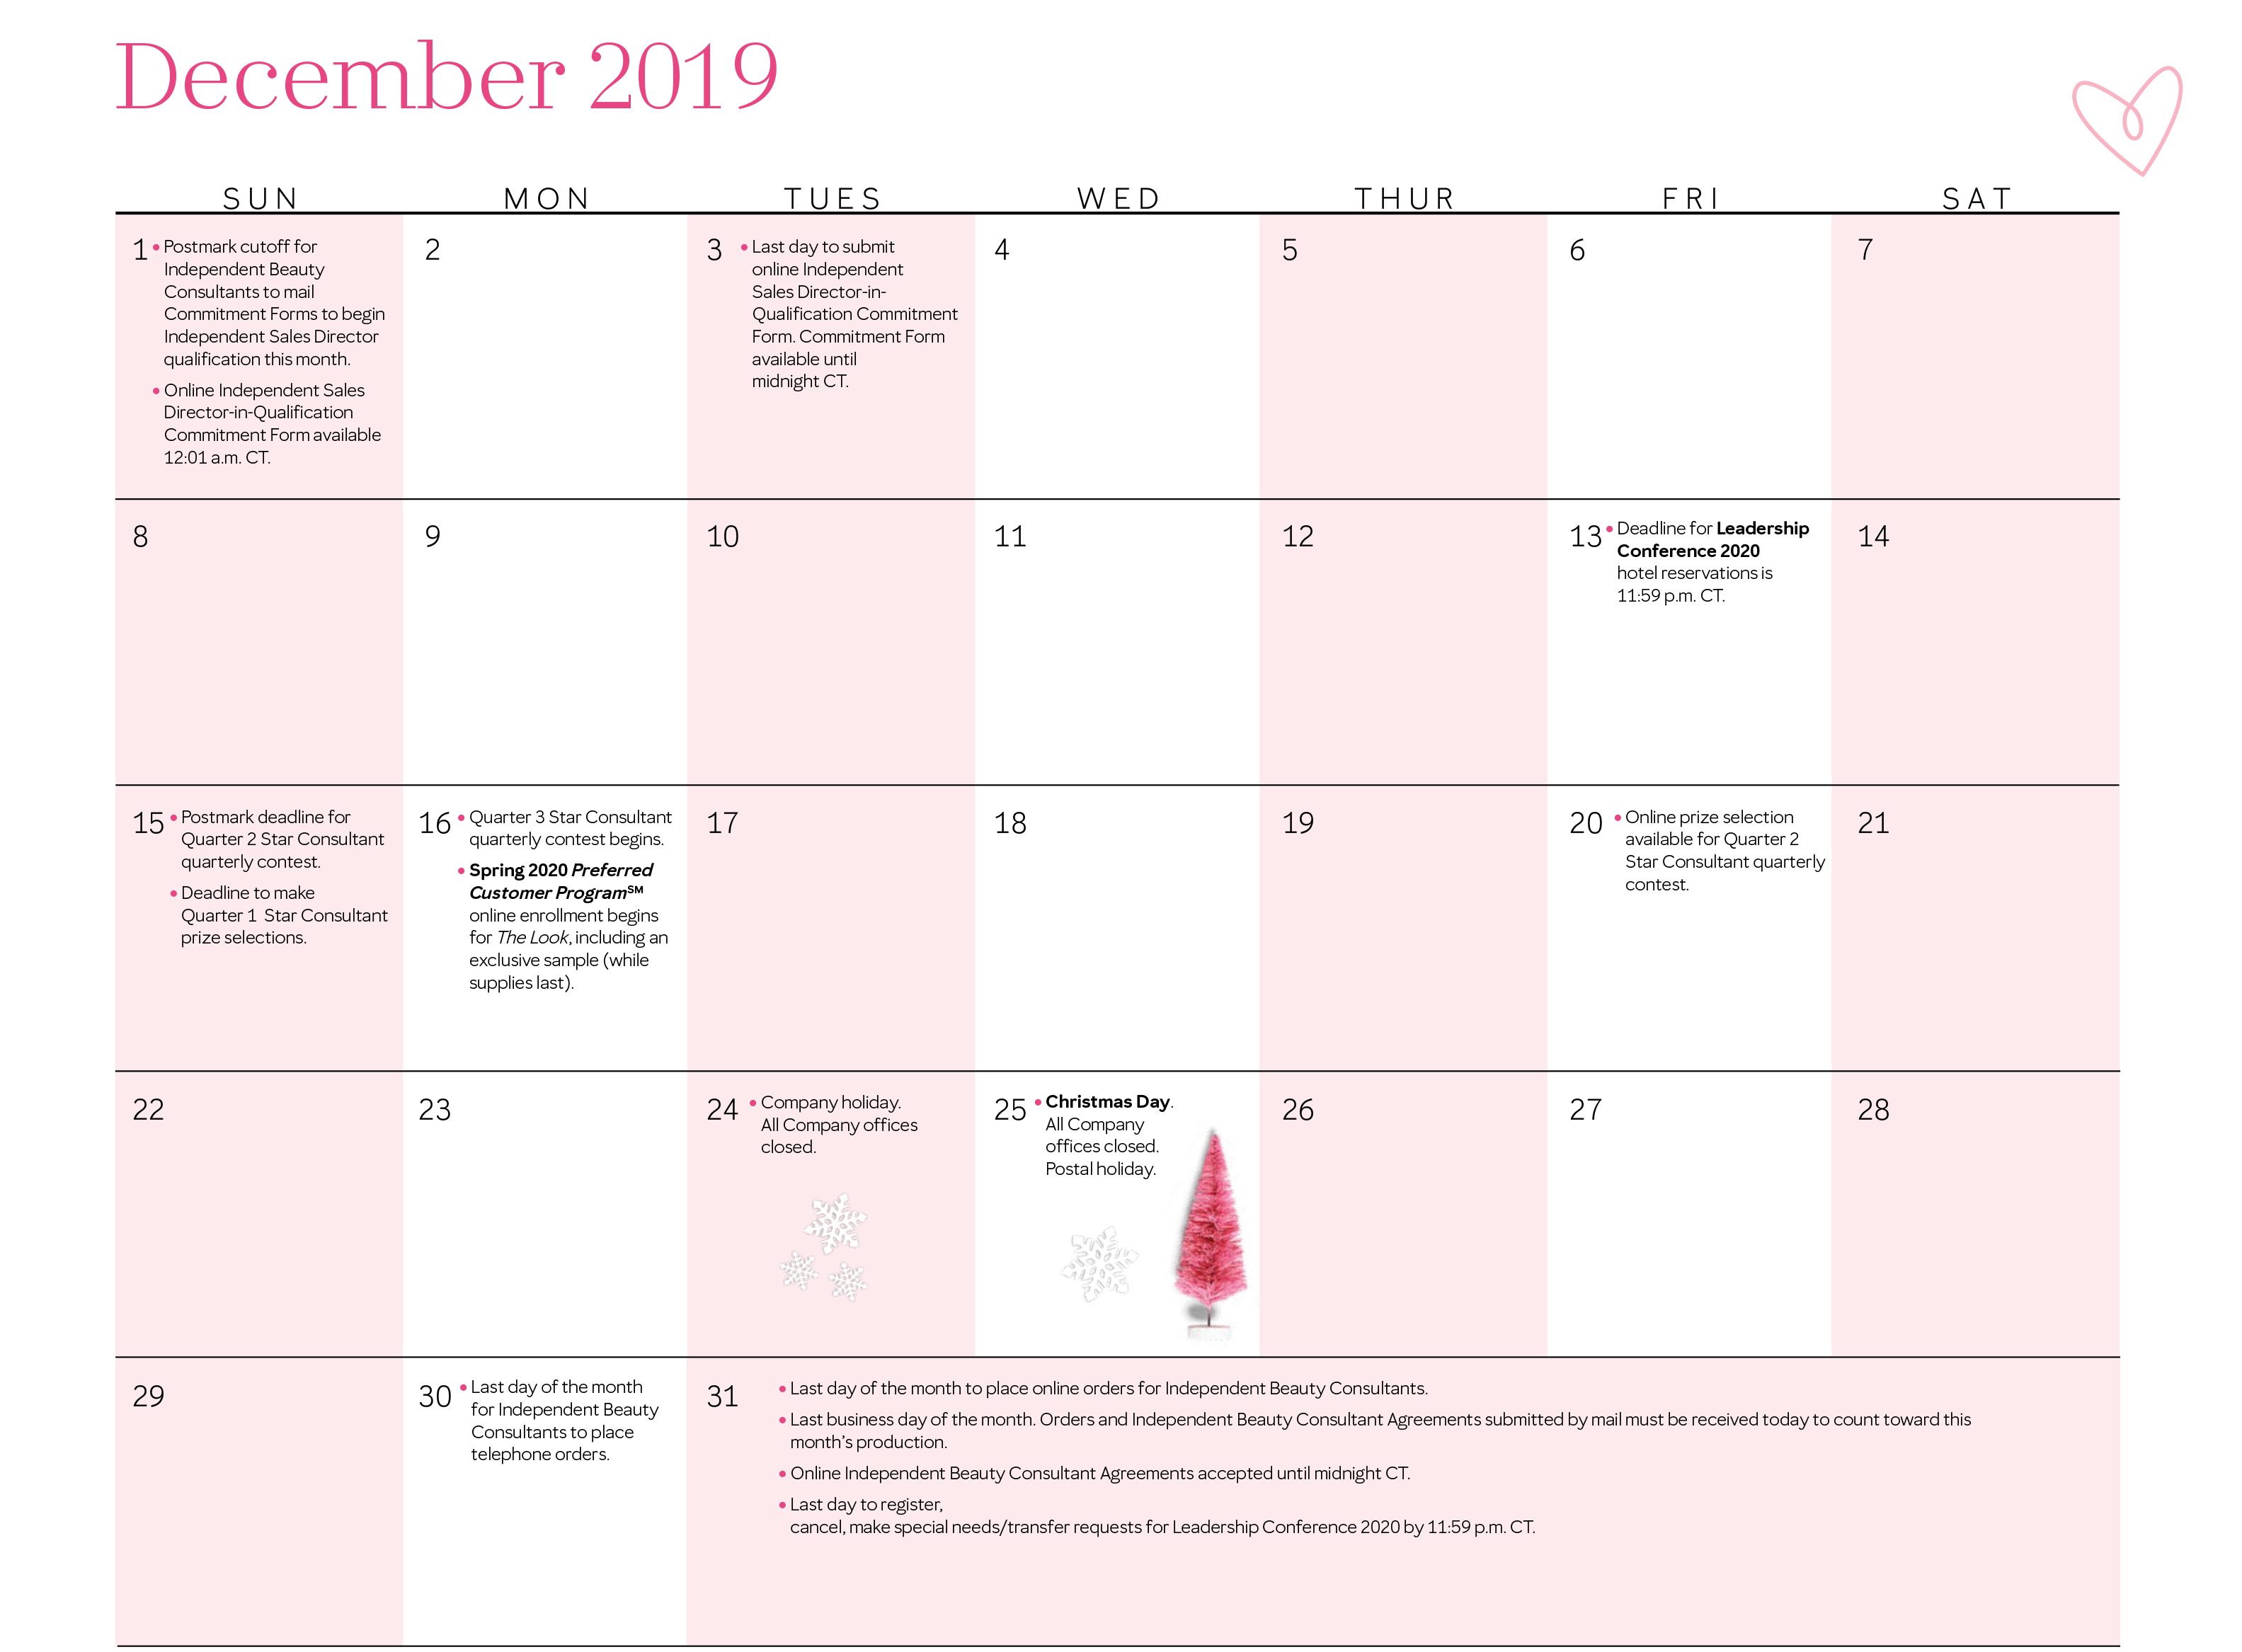 December 2019
SUN MON TUES WED THUR FRI SAT
1
• Postmark cutoff for
Independent Beauty
Consultants to mail
Commitment Forms to begin
Independent Sales Director
qualification this month.
• Online Independent Sales
Director-in-Qualification
Commitment Form available
12:01 a.m. CT.
2
3
• Last day to submit
online Independent
Sales Director-in-
Qualification Commitment
Form. Commitment Form
available until
midnight CT.
4
5
6
7
8
9
10
11
12
13
• Deadline for Leadership
Conference 2020
hotel reservations is
11:59 p.m. CT.
14
15
• Postmark deadline for
Quarter 2 Star Consultant
quarterly contest.
• Deadline to make
Quarter 1 Star Consultant
prize selections.
16
• Quarter 3 Star Consultant
quarterly contest begins.
• Spring 2020 Preferred
Customer Program℠
online enrollment begins
for The Look, including an
exclusive sample (while
supplies last).
17
18
19
20
• Online prize selection
available for Quarter 2
Star Consultant quarterly
contest.
21
22
23
24
• Company holiday.
All Company offices
closed.
25
• Christmas Day.
All Company
offices closed.
Postal holiday.
26
27
28
29
30
• Last day of the month
for Independent Beauty
Consultants to place
telephone orders.
31
• Last day of the month to place online orders for Independent Beauty Consultants.
• Last business day of the month. Orders and Independent Beauty Consultant Agreements submitted by mail must be received today to count toward this
month’s production.
• Online Independent Beauty Consultant Agreements accepted until midnight CT.
• Last day to register,
cancel, make special needs/transfer requests for Leadership Conference 2020 by 11:59 p.m. CT.